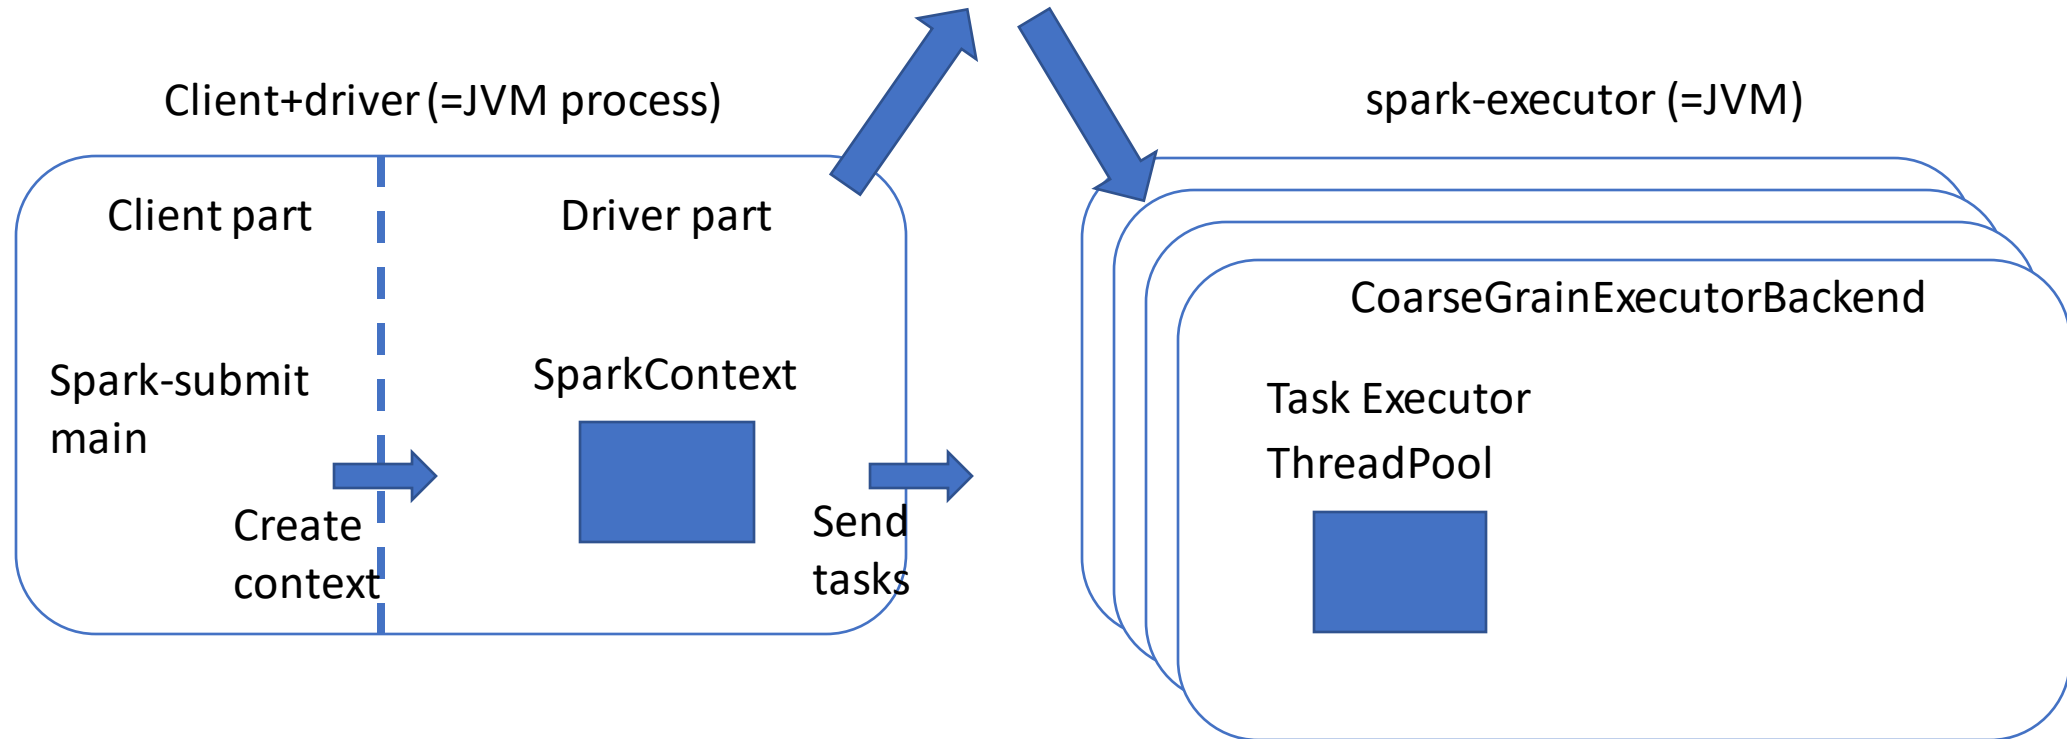 Client+driver (=JVM process)
spark-executor (=JVM)
Client part
Driver part
CoarseGrainExecutorBackend
Spark-submit
main
SparkContext
Task Executor
ThreadPool
Create
context
Send
tasks